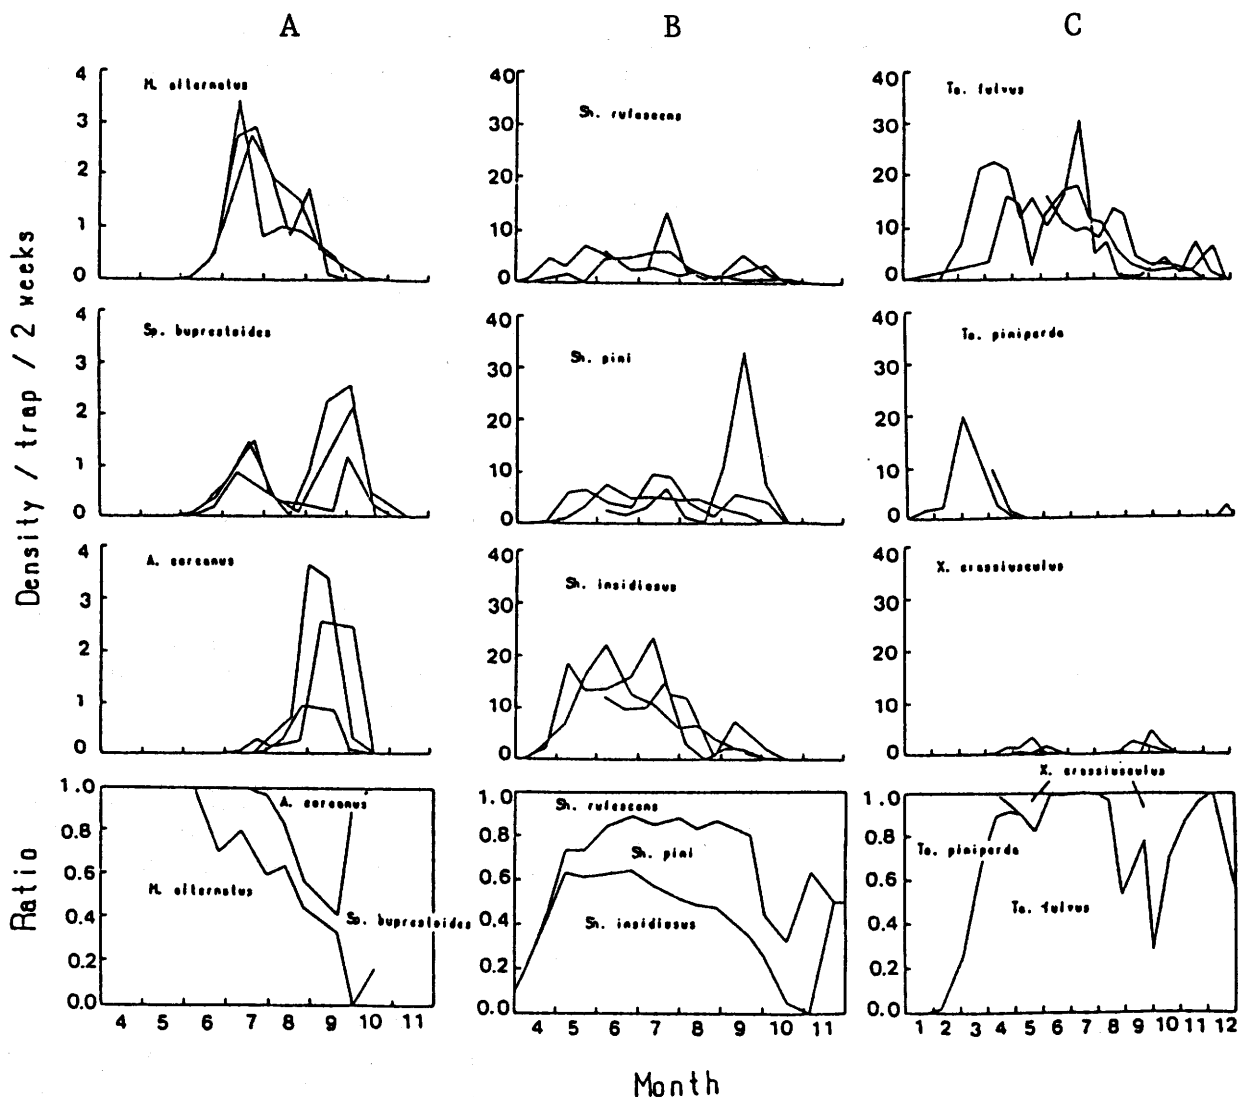 A
B
C
4
3
2
1
0
M. alternatus
40
30
20
10
0
Sh. rufescens
40
30
20
10
0
To. fulvus
4
3
2
1
0
Sp. buprestoides
40
30
20
10
0
Sh. pini
40
30
20
10
0
To. piniperda
4
3
2
1
0
A. coreanus
40
30
20
10
0
Sh. insidiosus
40
30
20
10
0
X. crassiusculus
1.0
0.8
0.6
0.4
0.2
0.0
A. coreanus
M. alternatus
Sp. buprestoides
4 5 6 7 8 9 10 11
1.0
0.8
0.6
0.4
0.2
0.0
Sh. rufescens
Sh. pini
Sh. insidiosus
4 5 6 7 9 11
1.0
0.8
0.6
0.4
0.2
0.0
X. crassiusculus
To. piniperda
To. fulvus
1 2 3 4 5 6 7 8 9 10 11 12
Density / trap / 2 weeks
Ratio
Month